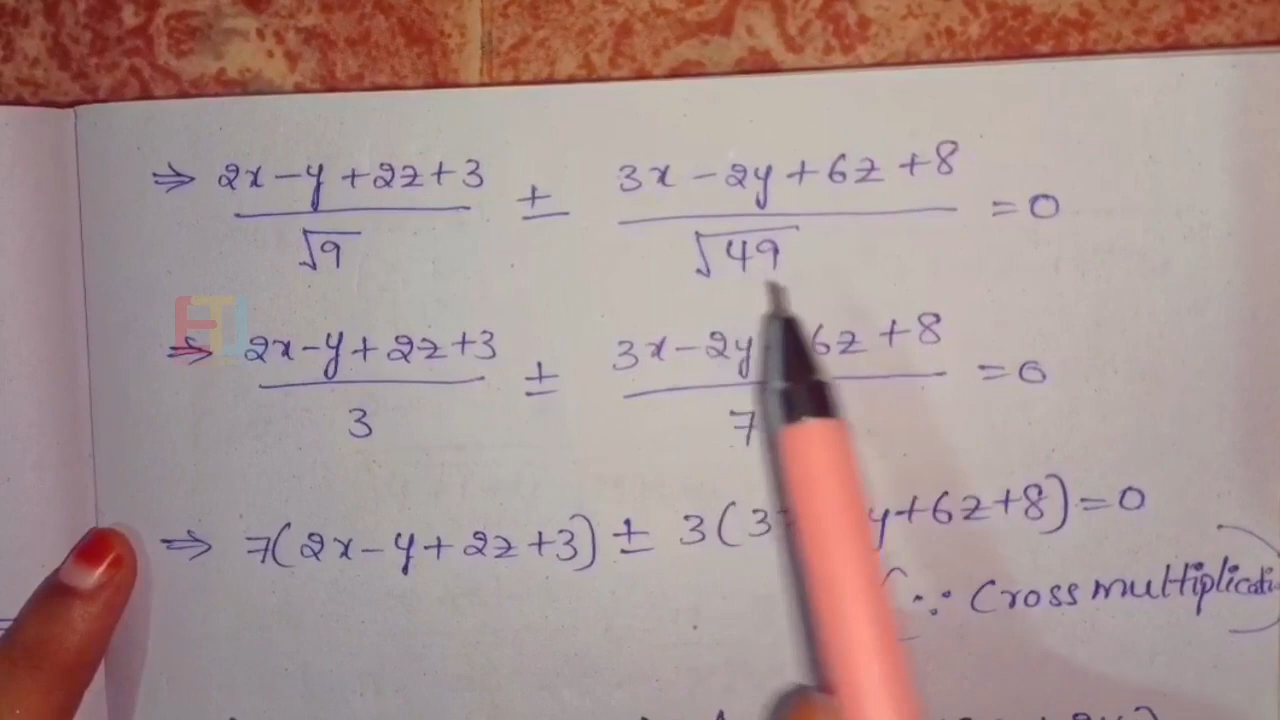 ⇒ 2x-y+2z+3 / √9 ± 3x-2y+6z+8 / √49 = 0
⇒ 2x-y+2z+3 / 3 ± 3x-2y 6z+8 / 7 = 0
⇒ 7(2x-y+2z+3) ± 3(3 y+6z+8) = 0
(∵ Cross multiplicati